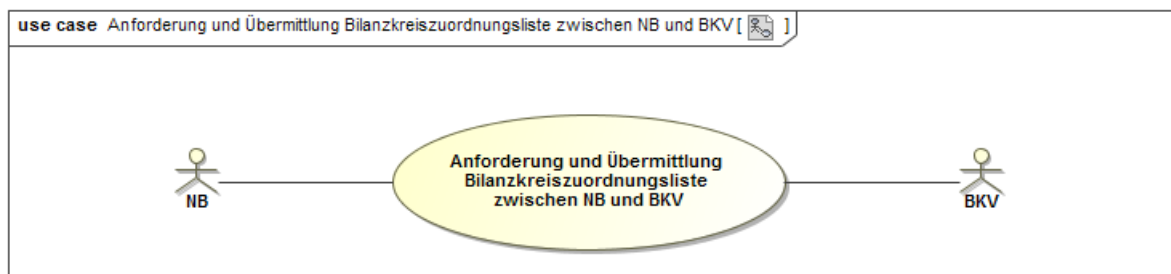 use case Anforderung und Übermittlung Bilanzkreiszuordnungsliste zwischen NB und BKV [ ]
Anforderung und Übermittlung
Bilanzkreiszuordnungsliste
zwischen NB und BKV
NB
BKV